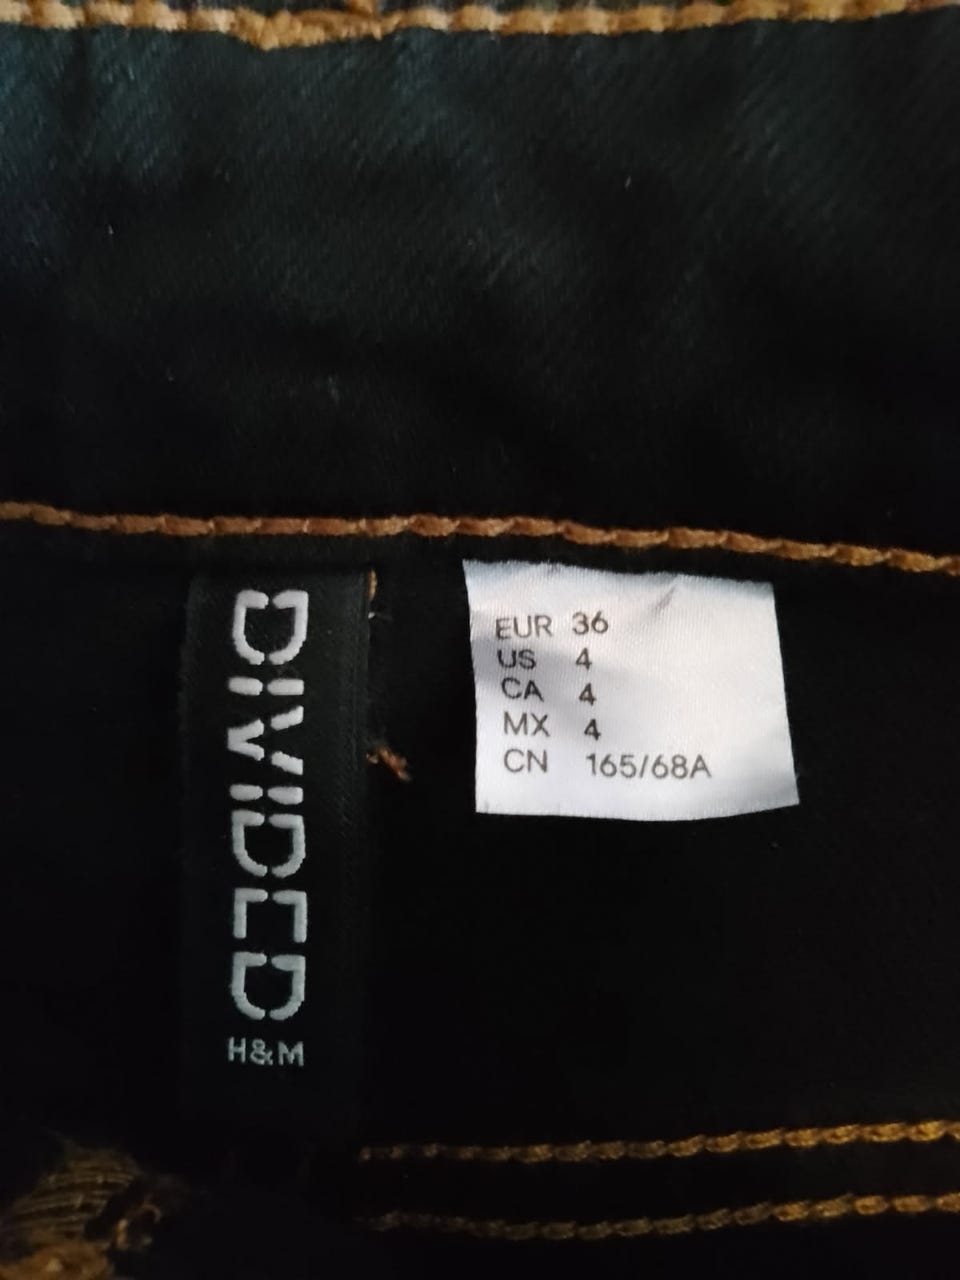 DIVIDED
H&M
EUR 36
US 4
CA 4
MX 4
CN 165/68A